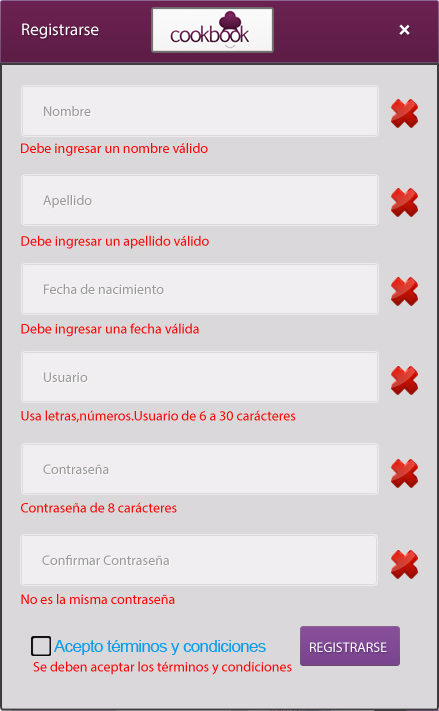 Registrarse
cookbook
×
Nombre
Debe ingresar un nombre válido
Apellido
Debe ingresar un apellido válido
Fecha de nacimiento
Debe ingresar una fecha válida
Usuario
Usa letras,números.Usuario de 6 a 30 carácteres
Contraseña
Contraseña de 8 carácteres
Confirmar Contraseña
No es la misma contraseña
Acepto términos y condiciones
REGISTRARSE
Se deben aceptar los términos y condiciones